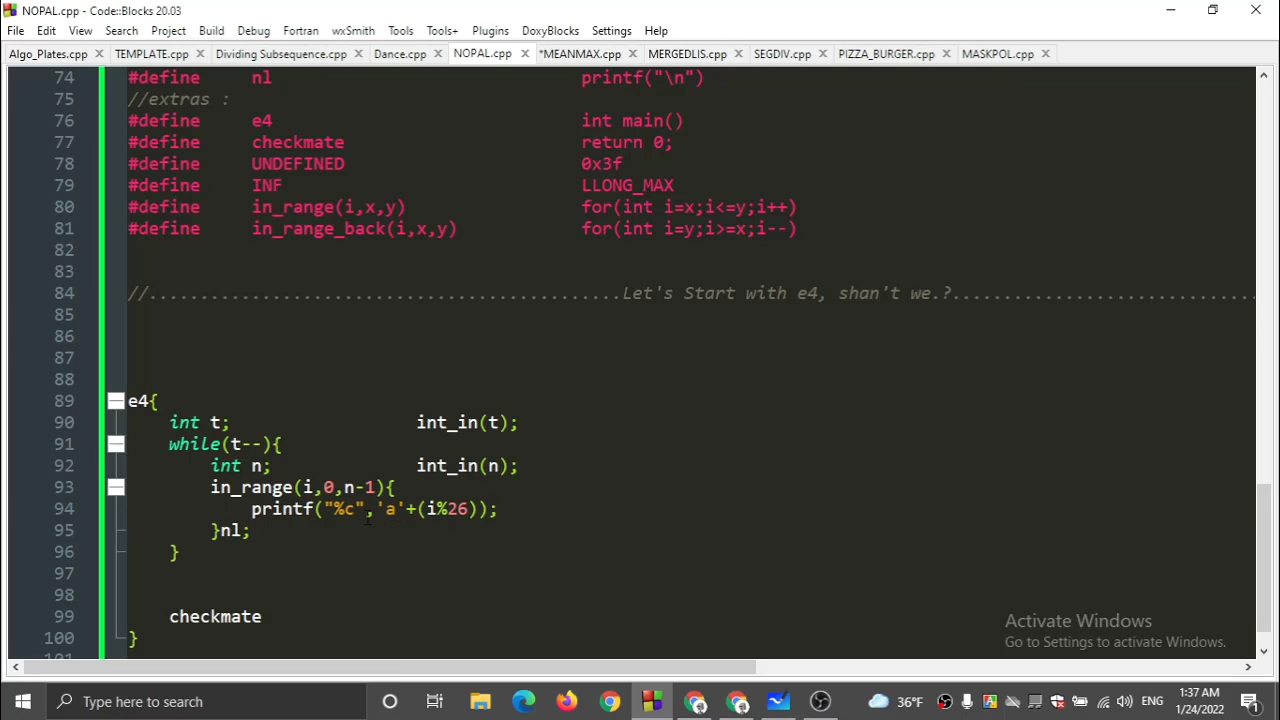 NOPAL.cpp - Code::Blocks 20.03
File Edit View Search Project Build Debug Fortran wxSmith Tools Tools+ Plugins DoxyBlocks Settings Help
Algo_Plates.cpp TEMPLATE.cpp Dividing Subsequence.cpp Dance.cpp NOPAL.cpp *MEANMAX.cpp MERGEDLIS.cpp SEGDIV.cpp PIZZA_BURGER.cpp MASKPOL.cpp
74 #define nl printf("\n")
75 //extras :
76 #define e4 int main()
77 #define checkmate return 0;
78 #define UNDEFINED 0x3f
79 #define INF LLONG_MAX
80 #define in_range(i,x,y) for(int i=x;i<=y;i++)
81 #define in_range_back(i,x,y) for(int i=y;i>=x;i--)
82
83
84 //..............................................Let's Start with e4, shan't we.?..............................
85
86
87
88
89 e4{
90 int t; int_in(t);
91 while(t--){
92 int n; int_in(n);
93 in_range(i,0,n-1){
94 printf("%c",'a'+(i%26));
95 }nl;
96 }
97
98
99 checkmate
100 }
101
Activate Windows
Go to Settings to activate Windows.
Type here to search
36°F
ENG
1:37 AM
1/24/2022
1